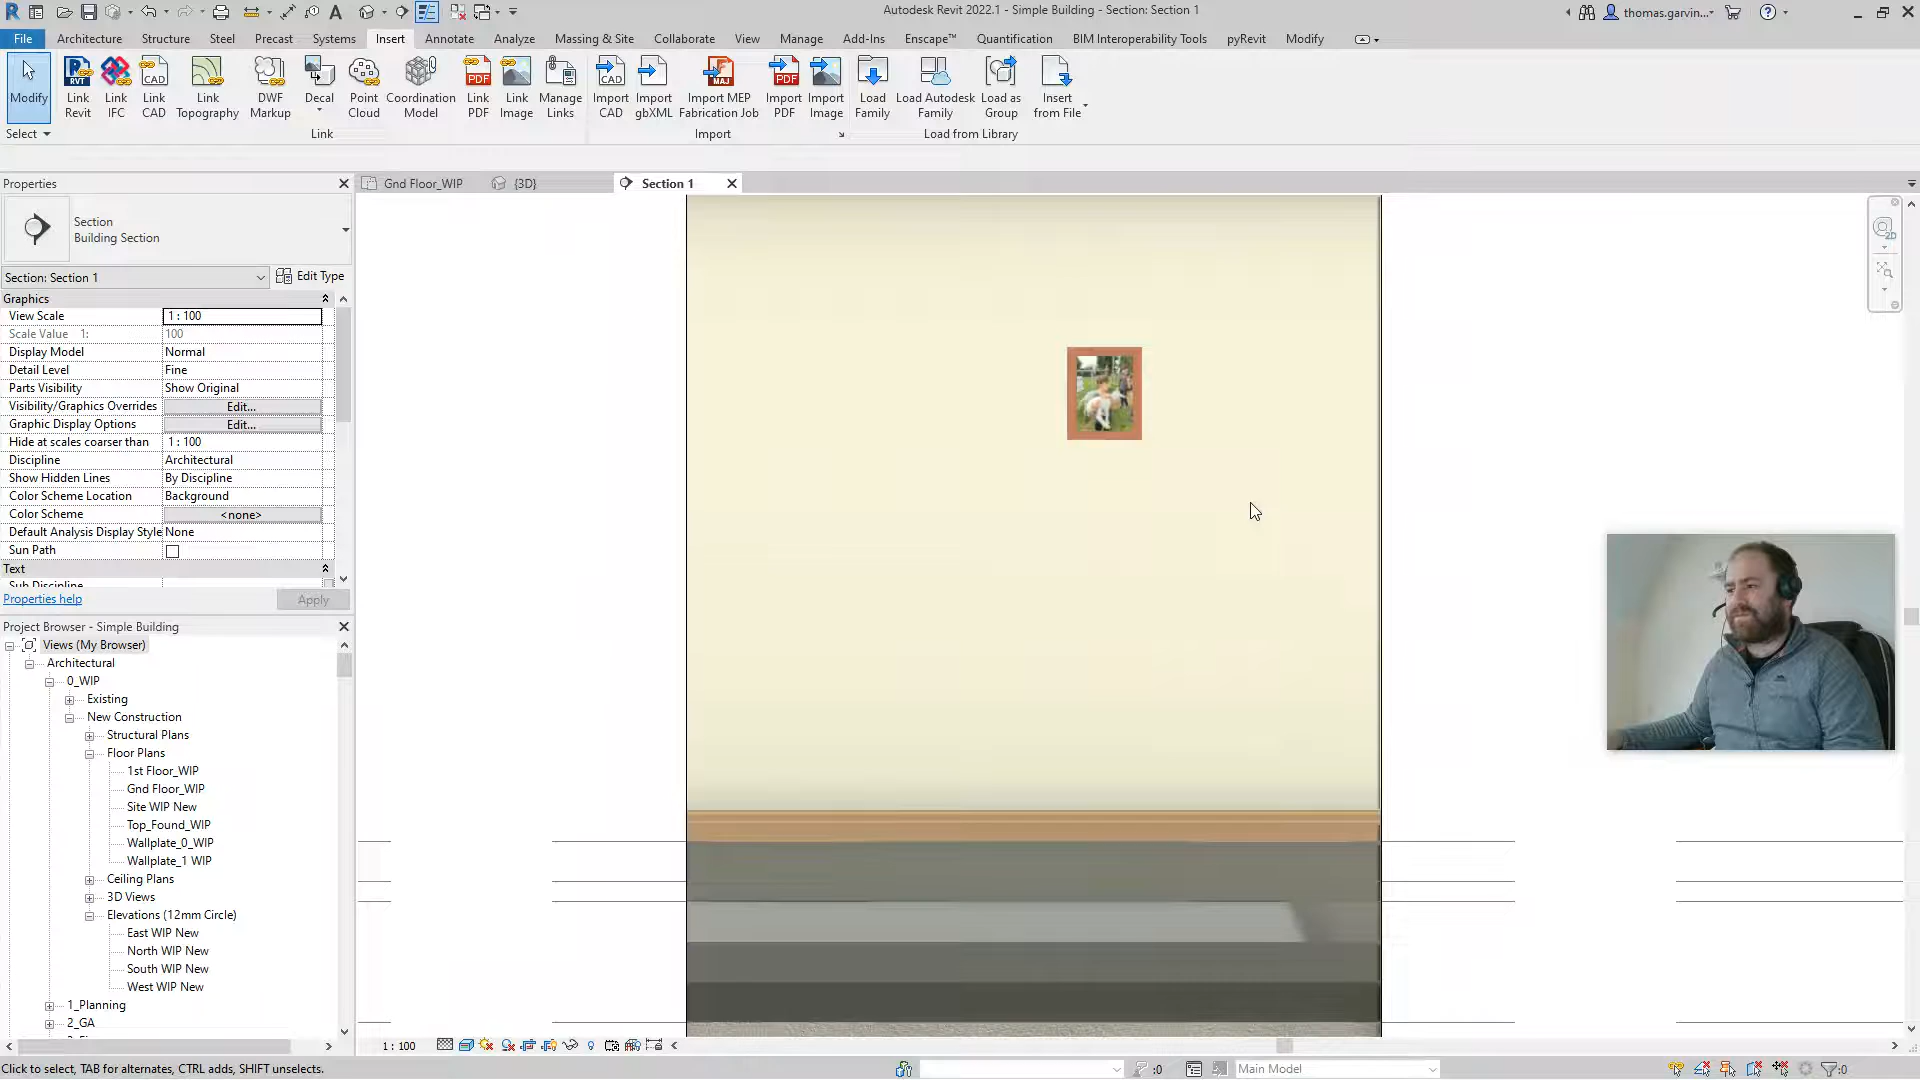 Autodesk Revit 2022.1 - Simple Building - Section: Section 1
thomas.garvin...
File Architecture Structure Steel Precast Systems Insert Annotate Analyze Massing & Site Collaborate View Manage Add-Ins Enscape™ Quantification BIM Interoperability Tools pyRevit Modify
Modify
Link Revit
Link IFC
Link CAD
Link Topography
DWF Markup
Decal
Point Cloud
Coordination Model
Link PDF
Link Image
Manage Links
Import CAD
Import gbXML
Import MEP Fabrication Job
Import PDF
Import Image
Load Family
Load Autodesk Family
Load as Group
Insert from File
Select
Link
Import
Load from Library
Properties
Gnd Floor_WIP
{3D}
Section 1
Section
Building Section
Section: Section 1
Edit Type
Graphics
View Scale 1 : 100
Scale Value 1: 100
Display Model Normal
Detail Level Fine
Parts Visibility Show Original
Visibility/Graphics Overrides Edit...
Graphic Display Options Edit...
Hide at scales coarser than 1 : 100
Discipline Architectural
Show Hidden Lines By Discipline
Color Scheme Location Background
Color Scheme <none>
Default Analysis Display Style None
Sun Path
Text
Sub Discipline
Properties help
Apply
Project Browser - Simple Building
Views (My Browser)
Architectural
0_WIP
Existing
New Construction
Structural Plans
Floor Plans
1st Floor_WIP
Gnd Floor_WIP
Site WIP New
Top_Found_WIP
Wallplate_0_WIP
Wallplate_1 WIP
Ceiling Plans
3D Views
Elevations (12mm Circle)
East WIP New
North WIP New
South WIP New
West WIP New
1_Planning
2_GA
1 : 100
Click to select, TAB for alternates, CTRL adds, SHIFT unselects.
:0
Main Model
:0